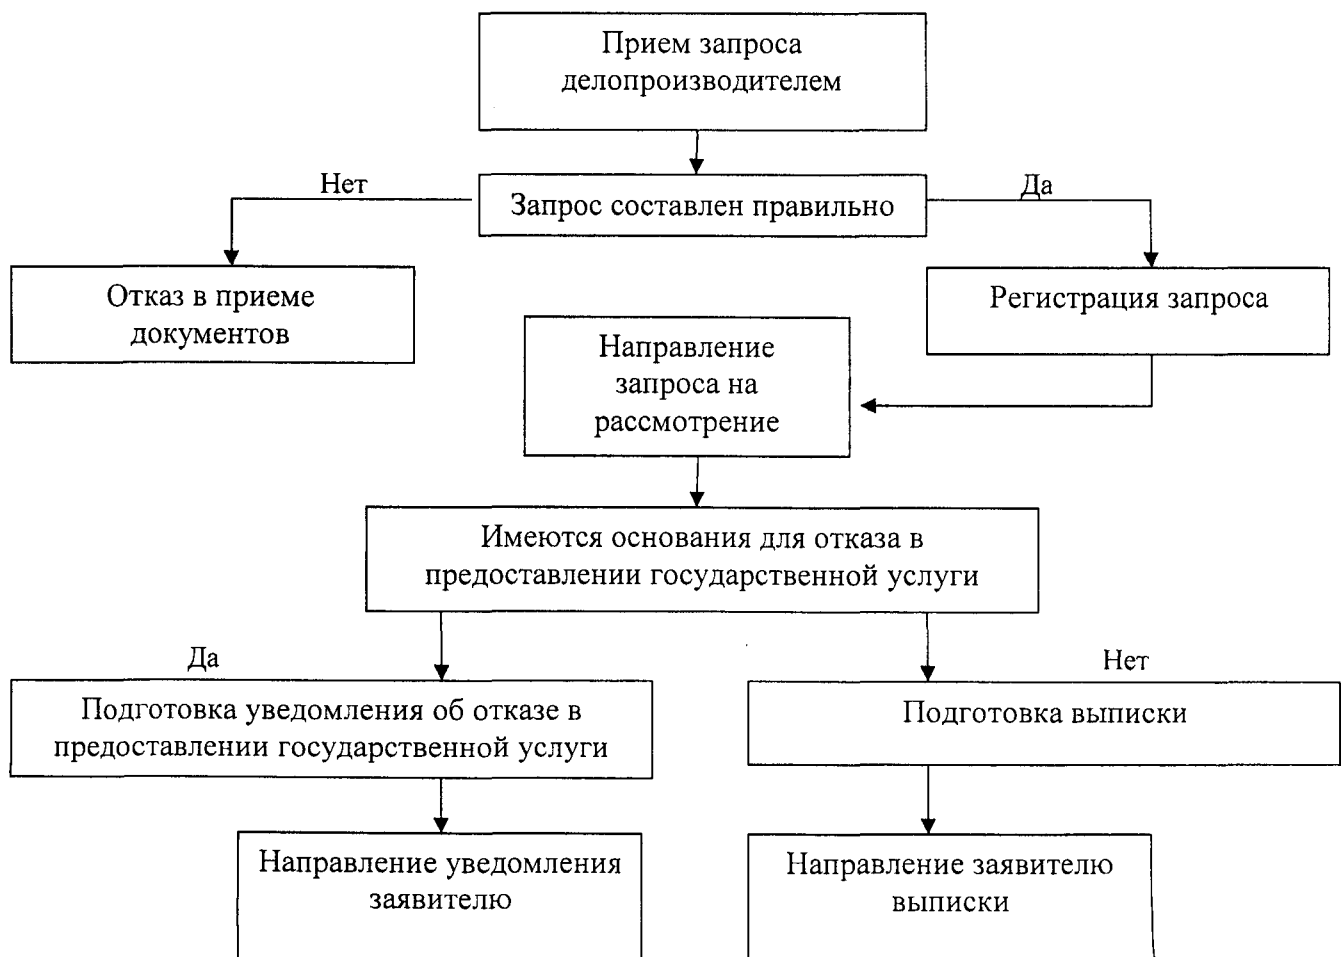 Прием запроса
делопроизводителем
Нет
Да
Запрос составлен правильно
Отказ в приеме
документов
Регистрация запроса
Направление
запроса на
рассмотрение
Имеются основания для отказа в
предоставлении государственной услуги
Да
Нет
Подготовка уведомления об отказе в
предоставлении государственной услуги
Подготовка выписки
Направление уведомления
заявителю
Направление заявителю
выписки